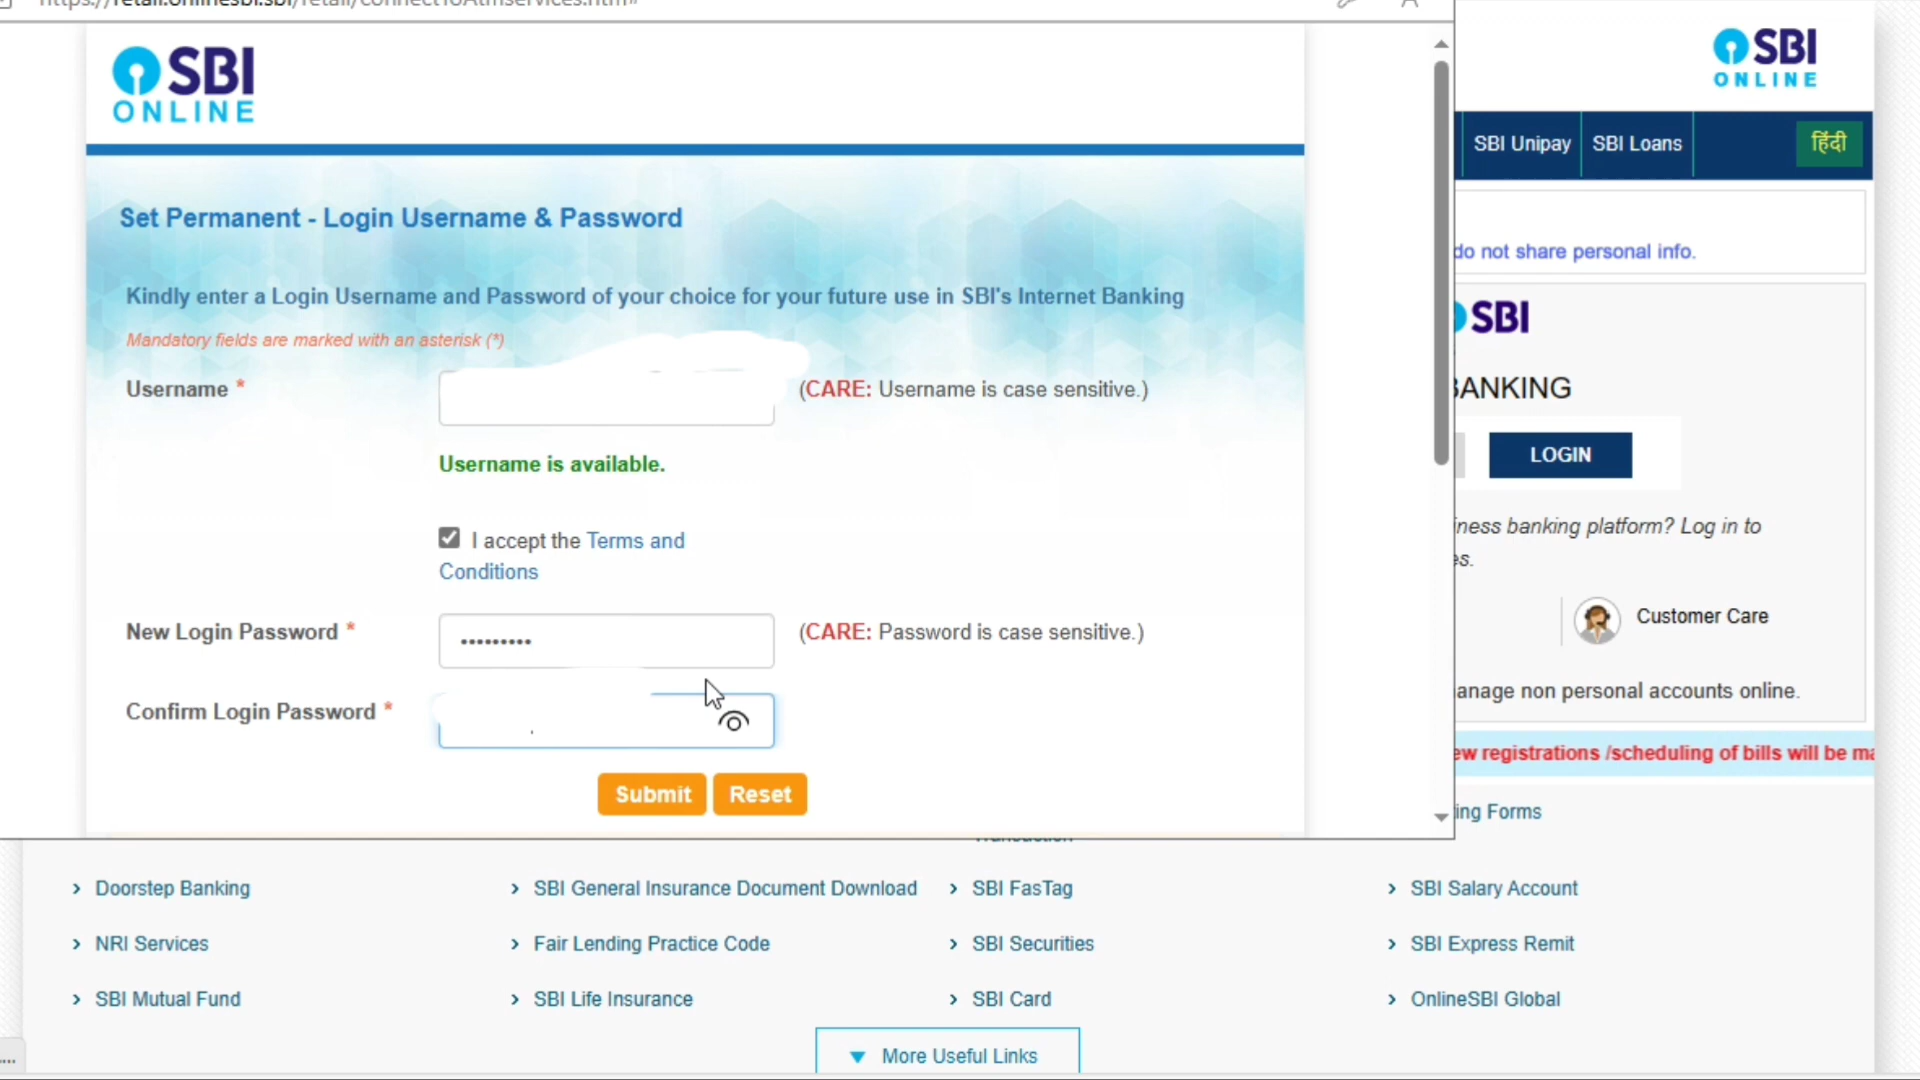 SBI
ONLINE
Set Permanent - Login Username & Password
Kindly enter a Login Username and Password of your choice for your future use in SBI's Internet Banking
Mandatory fields are marked with an asterisk (*)
Username *
(CARE: Username is case sensitive.)
Username is available.
I accept the Terms and
Conditions
New Login Password *
•••••••••
(CARE: Password is case sensitive.)
Confirm Login Password *
Submit
Reset
SBI
ONLINE
SBI Unipay
SBI Loans
हिंदी
do not share personal info.
SBI
BANKING
LOGIN
banking platform? Log in to
Customer Care
non personal accounts online.
registrations /scheduling of bills will be
Forms
Doorstep Banking
SBI General Insurance Document Download
SBI FasTag
SBI Salary Account
NRI Services
Fair Lending Practice Code
SBI Securities
SBI Express Remit
SBI Mutual Fund
SBI Life Insurance
SBI Card
OnlineSBI Global
More Useful Links